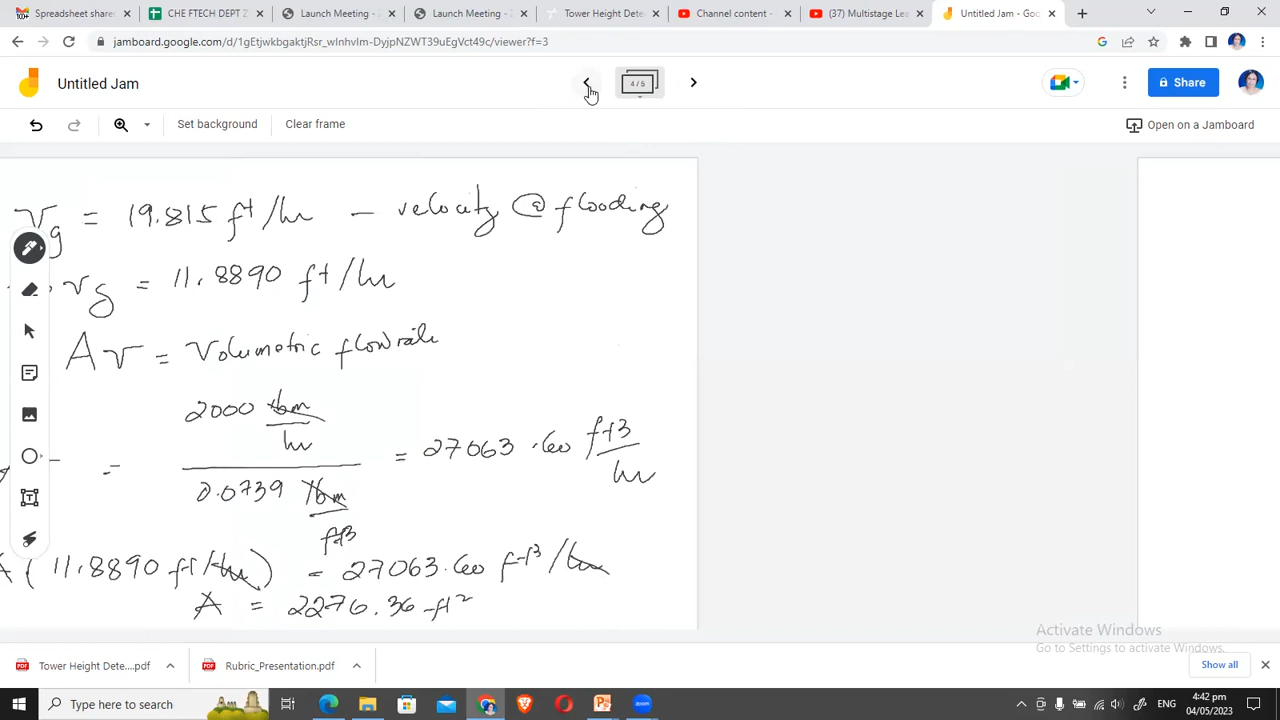 Spreadsheet share
CHE FTECH DEPT Z
Launch Meeting -
Launch Meeting - Z
Tower Height Dete
Channel content -
(37) Multistage Lea
Untitled Jam - Goo
jamboard.google.com/d/1gEtjwkbgaktjRsr_wInhvIm-DyjpNZWT39uEgVct49c/viewer?f=3
Untitled Jam
4/5
Share
Set background
Clear frame
Open on a Jamboard
Vg = 19.815 ft/hr - velocity @ flooding
vg = 11.8890 ft/hr
Av = Volumetric flowrate
= 2000 lbm/hr / 0.0739 lbm/ft3 = 27063.60 ft3/hr
A (11.8890 ft/hr) = 27063.60 ft3/hr
A = 2276.36 ft2
Activate Windows
Go to Settings to activate Windows.
Tower Height Dete....pdf
Rubric_Presentation.pdf
Show all
Type here to search
zoom
ENG
4:42 pm
04/05/2023